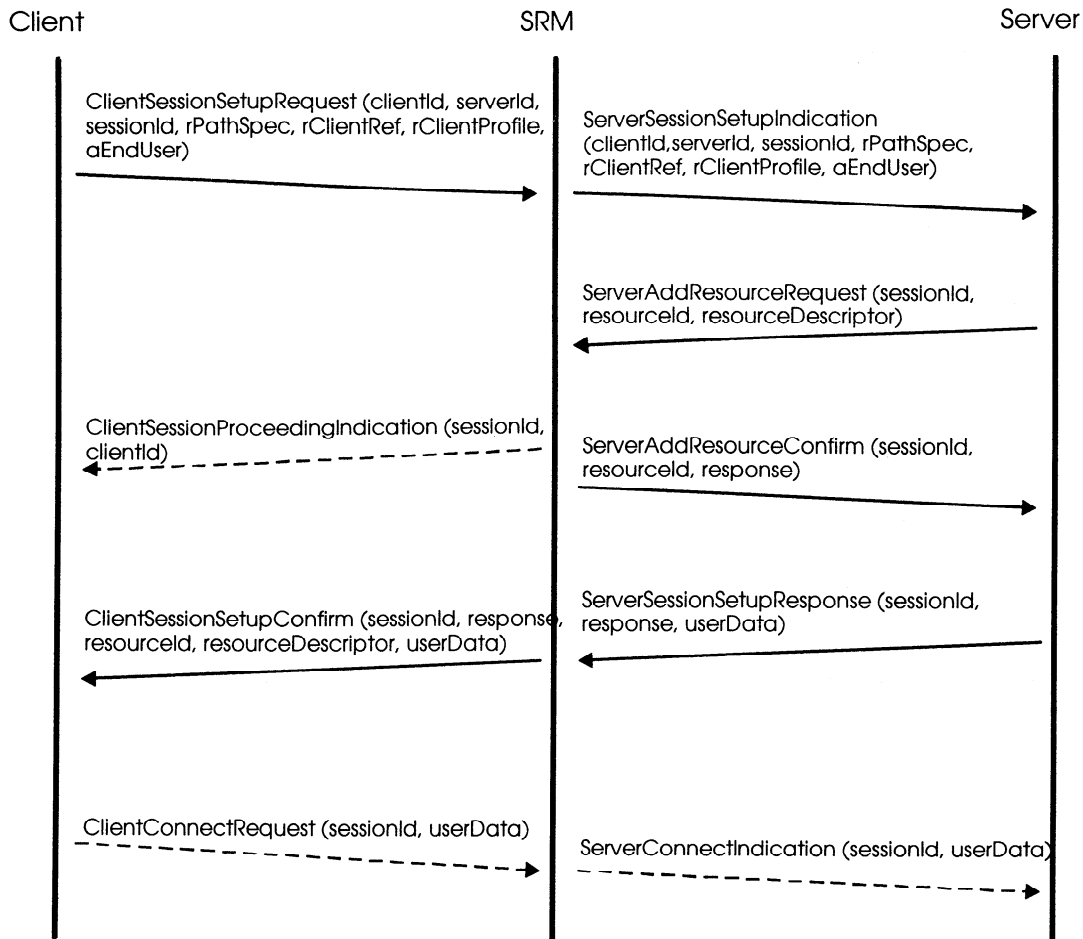 Client
SRM
Server
ClientSessionSetupRequest (clientId, serverId,
sessionId, rPathSpec, rClientRef, rClientProfile,
aEndUser)
ServerSessionSetupIndication
(clientId,serverId, sessionId, rPathSpec,
rClientRef, rClientProfile, aEndUser)
ServerAddResourceRequest (sessionId,
resourceId, resourceDescriptor)
ClientSessionProceedingIndication (sessionId,
clientId)
ServerAddResourceConfirm (sessionId,
resourceId, response)
ServerSessionSetupResponse (sessionId,
response, userData)
ClientSessionSetupConfirm (sessionId, response,
resourceId, resourceDescriptor, userData)
ClientConnectRequest (sessionId, userData)
ServerConnectIndication (sessionId, userData)